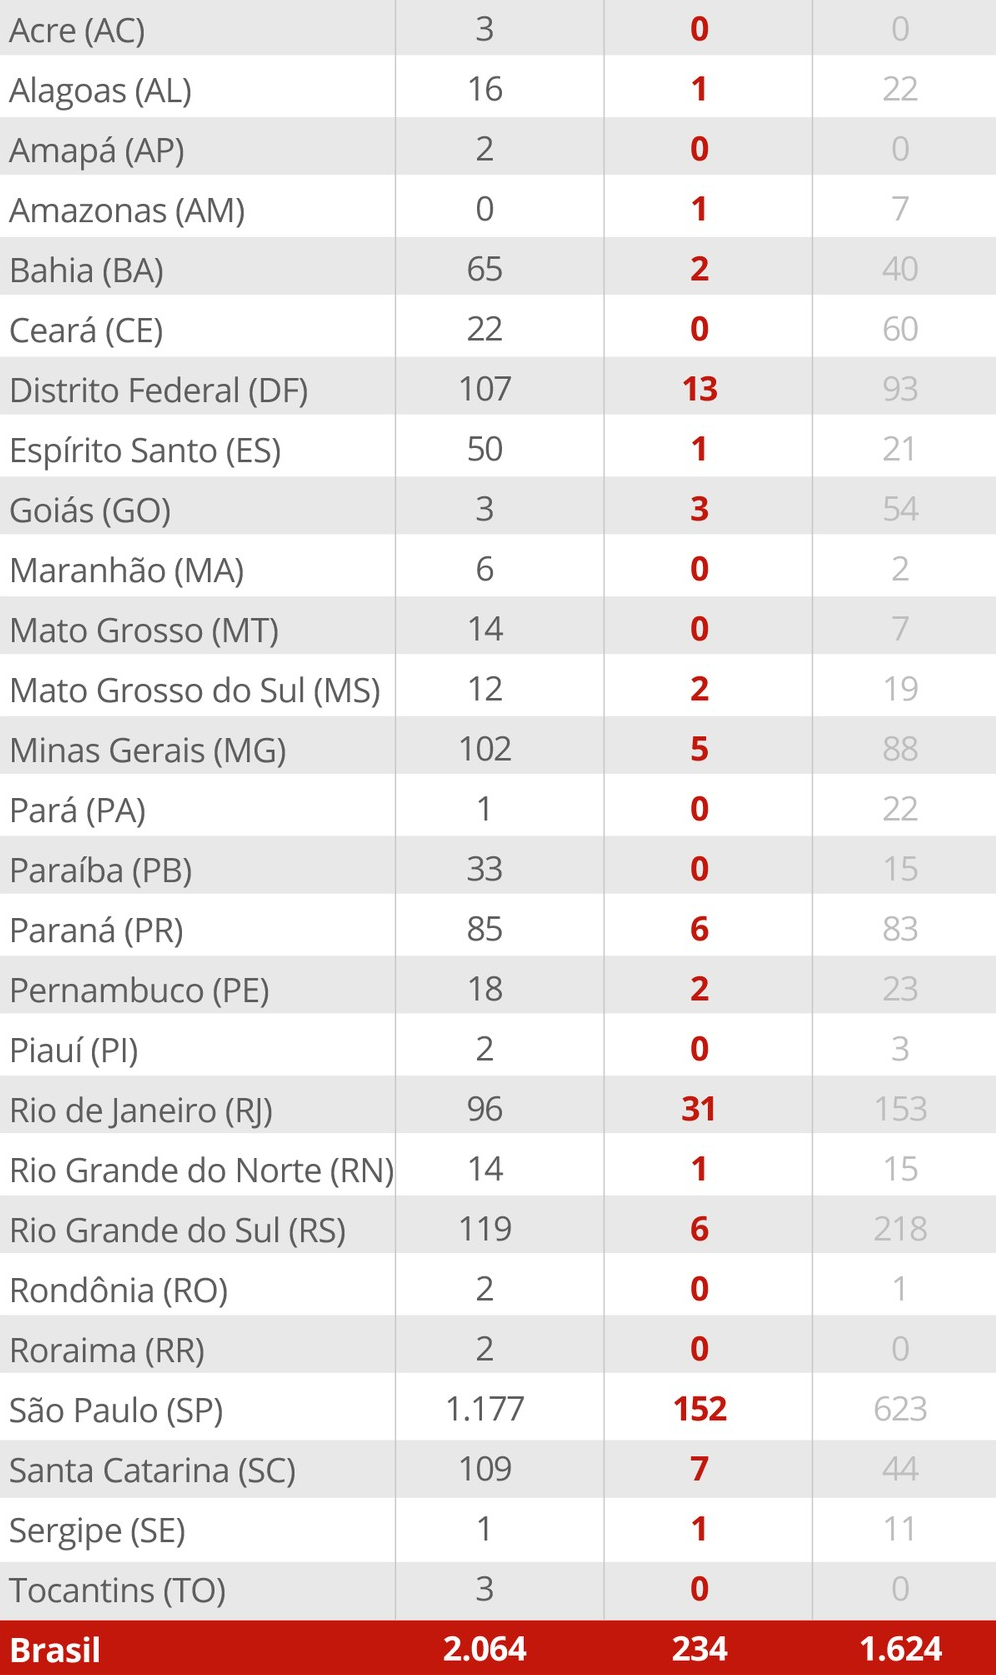 Acre (AC) 3 0 0
Alagoas (AL) 16 1 22
Amapá (AP) 2 0 0
Amazonas (AM) 0 1 7
Bahia (BA) 65 2 40
Ceará (CE) 22 0 60
Distrito Federal (DF) 107 13 93
Espírito Santo (ES) 50 1 21
Goiás (GO) 3 3 54
Maranhão (MA) 6 0 2
Mato Grosso (MT) 14 0 7
Mato Grosso do Sul (MS) 12 2 19
Minas Gerais (MG) 102 5 88
Pará (PA) 1 0 22
Paraíba (PB) 33 0 15
Paraná (PR) 85 6 83
Pernambuco (PE) 18 2 23
Piauí (PI) 2 0 3
Rio de Janeiro (RJ) 96 31 153
Rio Grande do Norte (RN) 14 1 15
Rio Grande do Sul (RS) 119 6 218
Rondônia (RO) 2 0 1
Roraima (RR) 2 0 0
São Paulo (SP) 1.177 152 623
Santa Catarina (SC) 109 7 44
Sergipe (SE) 1 1 11
Tocantins (TO) 3 0 0
Brasil 2.064 234 1.624